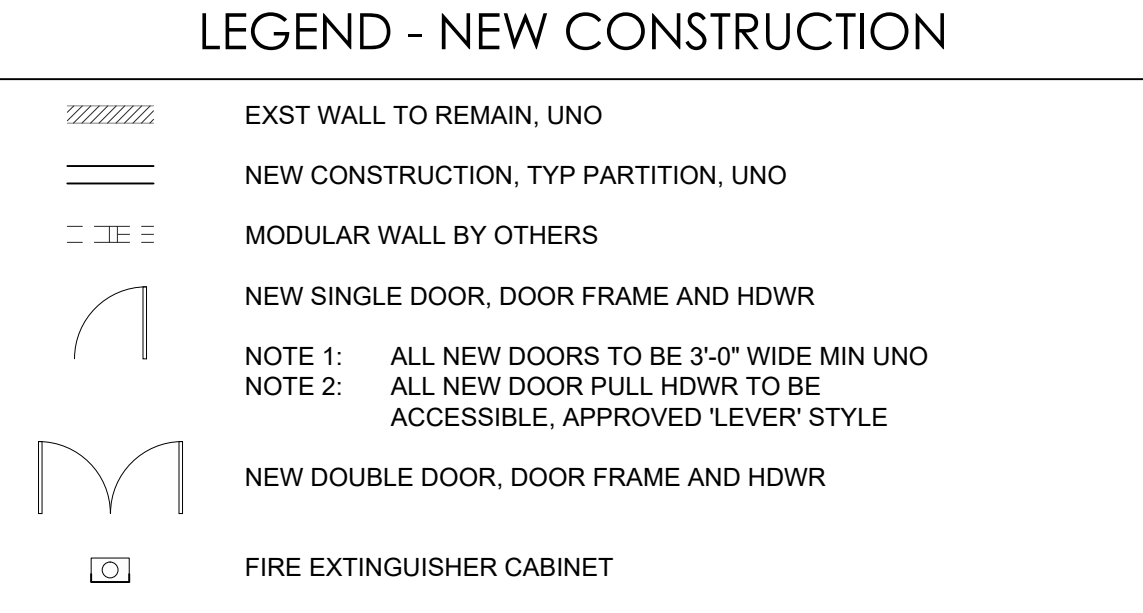 LEGEND - NEW CONSTRUCTION
EXST WALL TO REMAIN, UNO
NEW CONSTRUCTION, TYP PARTITION, UNO
MODULAR WALL BY OTHERS
NEW SINGLE DOOR, DOOR FRAME AND HDWR
NOTE 1: ALL NEW DOORS TO BE 3'-0" WIDE MIN UNO
NOTE 2: ALL NEW DOOR PULL HDWR TO BE
ACCESSIBLE, APPROVED 'LEVER' STYLE
NEW DOUBLE DOOR, DOOR FRAME AND HDWR
FIRE EXTINGUISHER CABINET